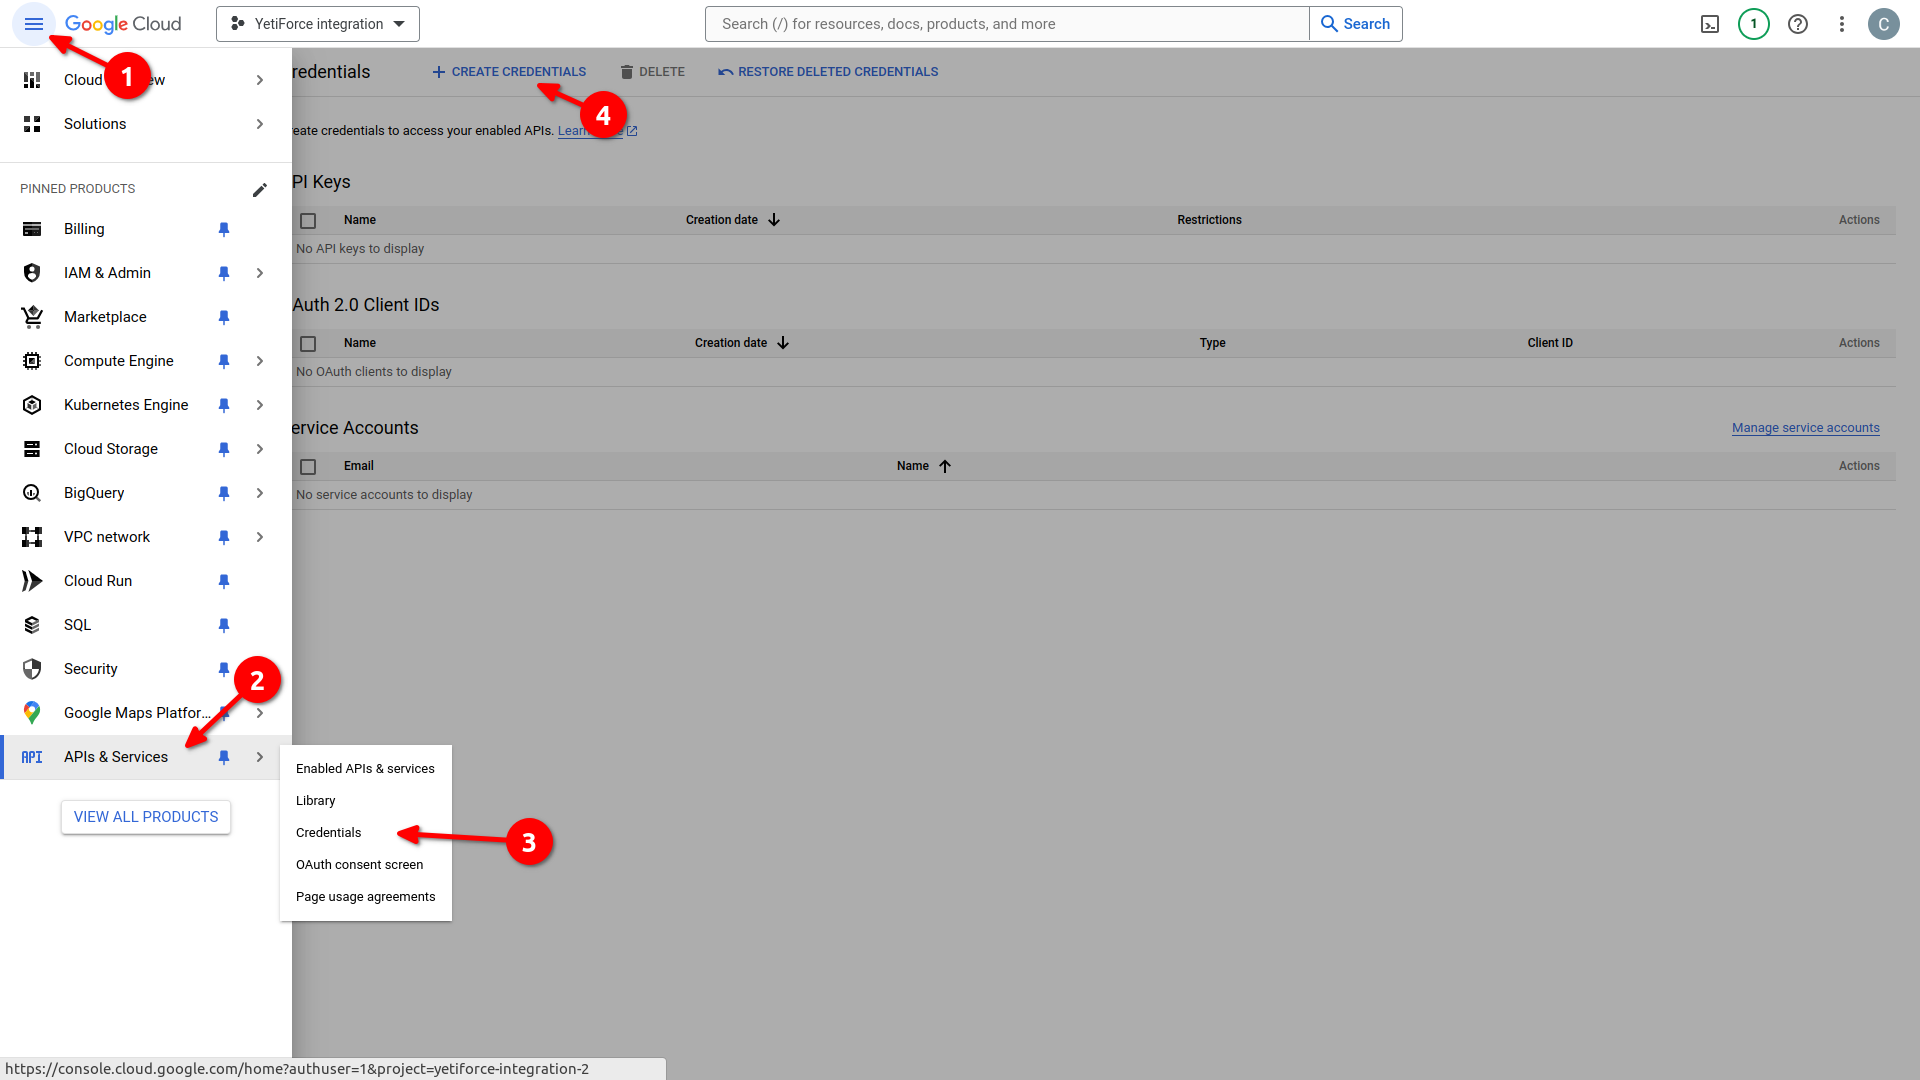 Google Cloud
YetiForce integration
Search (/) for resources, docs, products, and more
Search
1
C
1
Cloud
Solutions
PINNED PRODUCTS
Billing
IAM & Admin
Marketplace
Compute Engine
Kubernetes Engine
Cloud Storage
BigQuery
VPC network
Cloud Run
SQL
Security
2
Google Maps Platfor...
API APIs & Services
VIEW ALL PRODUCTS
Enabled APIs & services
Library
Credentials
3
OAuth consent screen
Page usage agreements
redentials
CREATE CREDENTIALS
DELETE
RESTORE DELETED CREDENTIALS
4
reate credentials to access your enabled APIs. Learn
PI Keys
Name Creation date Restrictions Actions
No API keys to display
Auth 2.0 Client IDs
Name Creation date Type Client ID Actions
No OAuth clients to display
ervice Accounts
Manage service accounts
Email Name Actions
No service accounts to display
https://console.cloud.google.com/home?authuser=1&project=yetiforce-integration-2